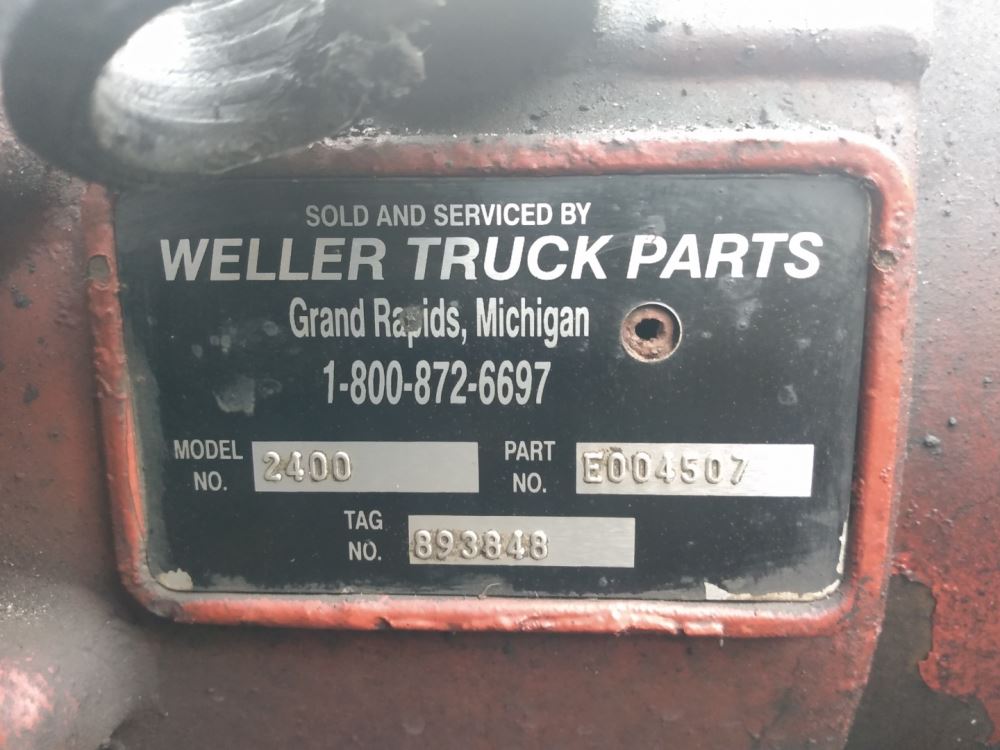 SOLD AND SERVICED BY
WELLER TRUCK PARTS
Grand Rapids, Michigan
1-800-872-6697
MODEL NO. 2400 PART NO. E004507
TAG NO. 893848